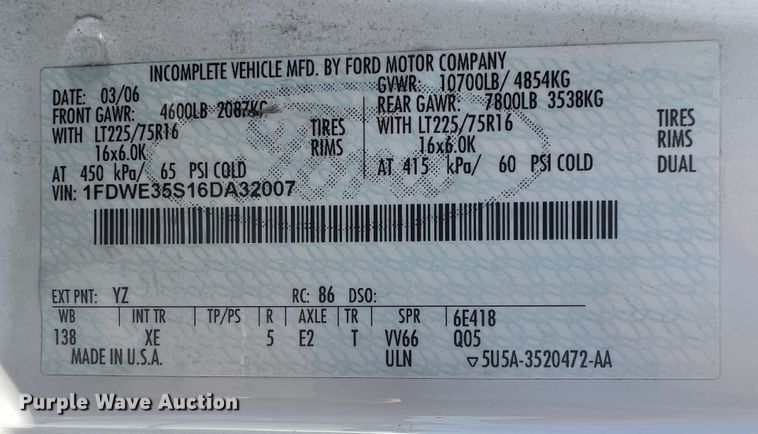 INCOMPLETE VEHICLE MFD. BY FORD MOTOR COMPANY
DATE: 03/06 GVWR: 10700LB/ 4854KG
FRONT GAWR: 4600LB 2087KG REAR GAWR: 7800LB 3538KG
WITH LT225/75R16 TIRES WITH LT225/75R16 TIRES
16x6.0K RIMS 16x6.0K RIMS
AT 450 kPa/ 65 PSI COLD AT 415 kPa/ 60 PSI COLD DUAL
VIN: 1FDWE35S16DA32007
EXT PNT: YZ RC: 86 DSO:
WB INT TR TP/PS R AXLE TR SPR 6E418
138 XE 5 E2 T VV66 Q05
MADE IN U.S.A. ULN ▽5U5A-3520472-AA
Purple Wave Auction